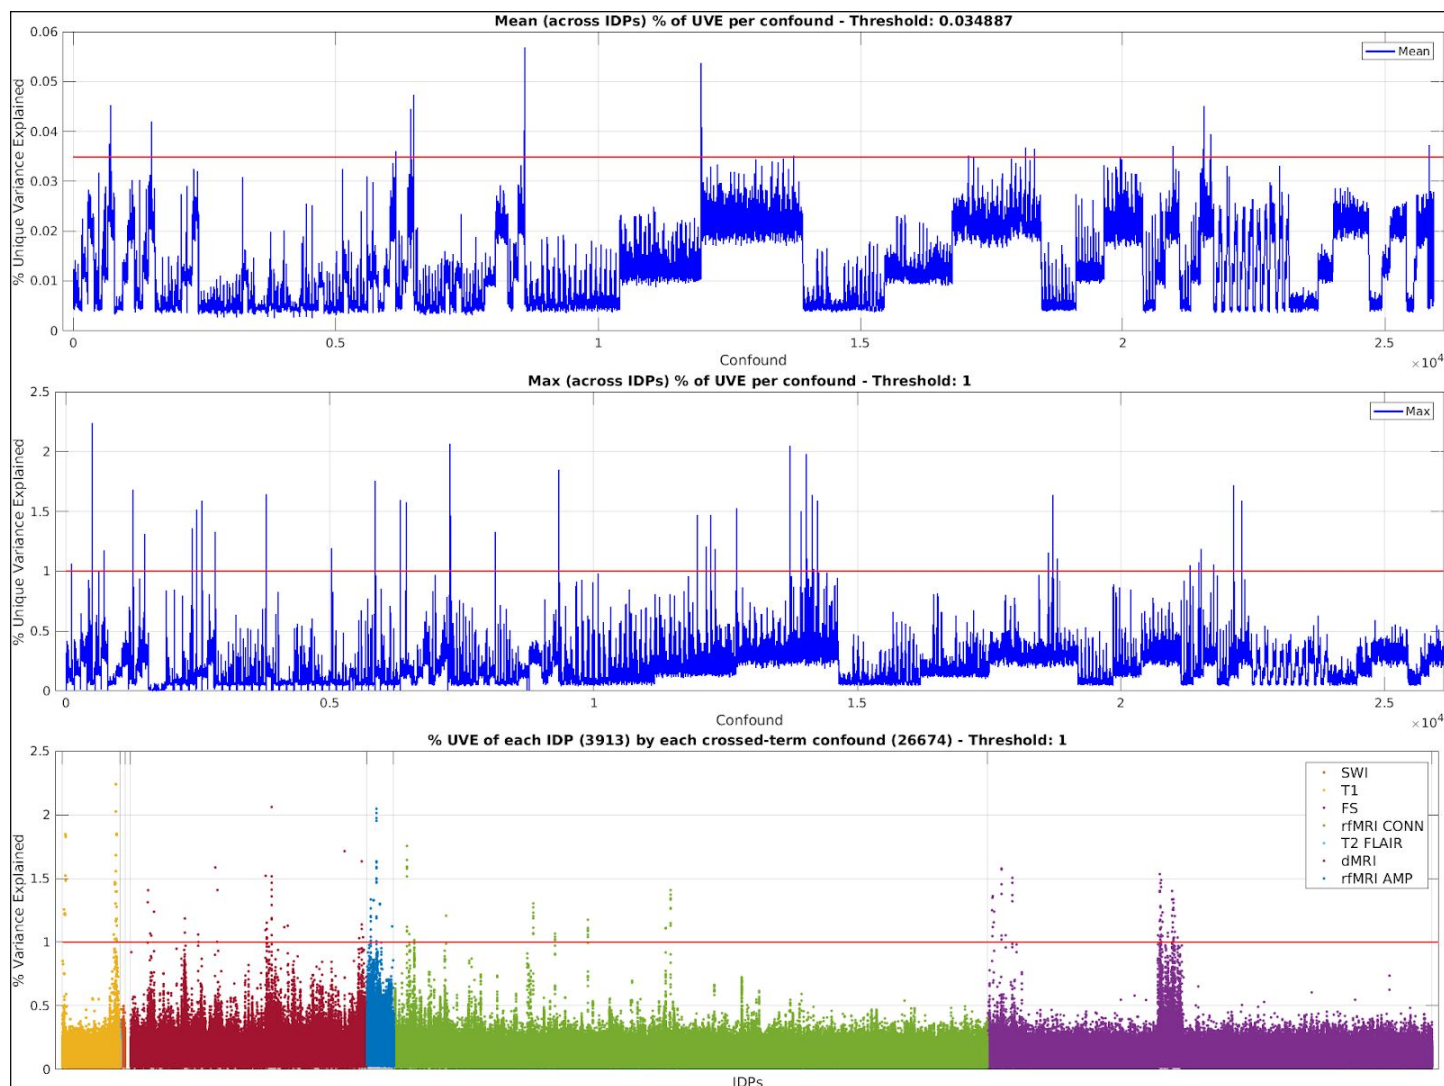 Mean (across IDPs) % of UVE per confound - Threshold: 0.034887
% Unique Variance Explained
0.06
0.05
0.04
0.03
0.02
0.01
0
Mean
0 0.5 1 1.5 2 2.5
Confound
×10⁴
Max (across IDPs) % of UVE per confound - Threshold: 1
% Unique Variance Explained
2.5
2
1.5
1
0.5
0
Max
0 0.5 1 1.5 2 2.5
Confound
×10⁴
% UVE of each IDP (3913) by each crossed-term confound (26674) - Threshold: 1
% Variance Explained
2.5
2
1.5
1
0.5
0
SWI
T1
FS
rfMRI CONN
T2 FLAIR
dMRI
rfMRI AMP
IDPs